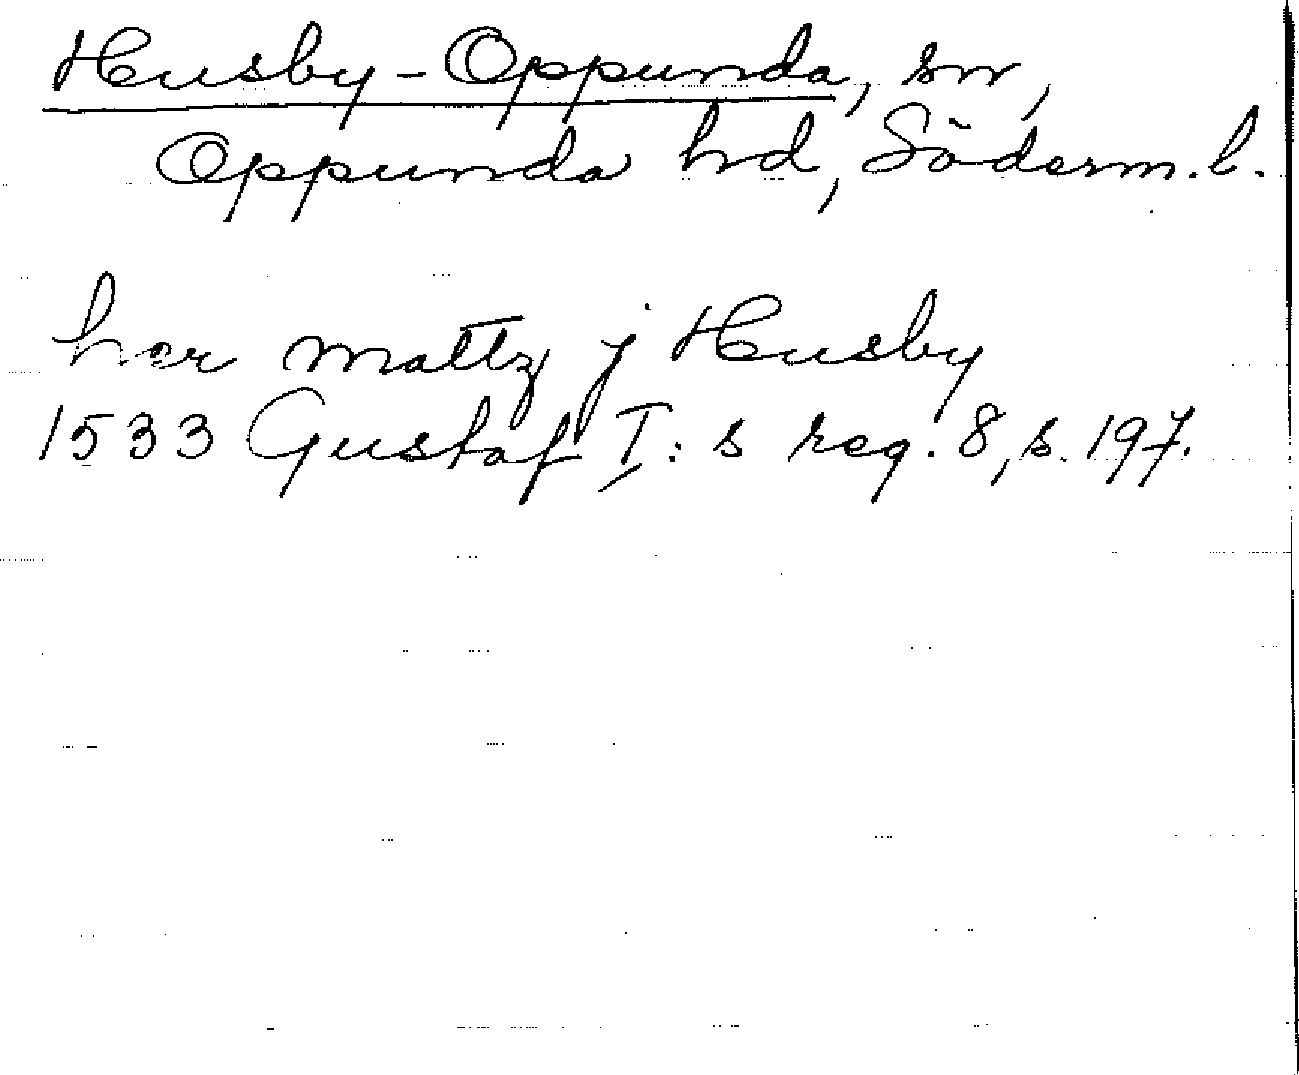 Husby-Oppunda, sn,
Oppunda hd, Söderm. l.
her mattz j Husby
1533 Gustaf I: s reg. 8, s. 197.